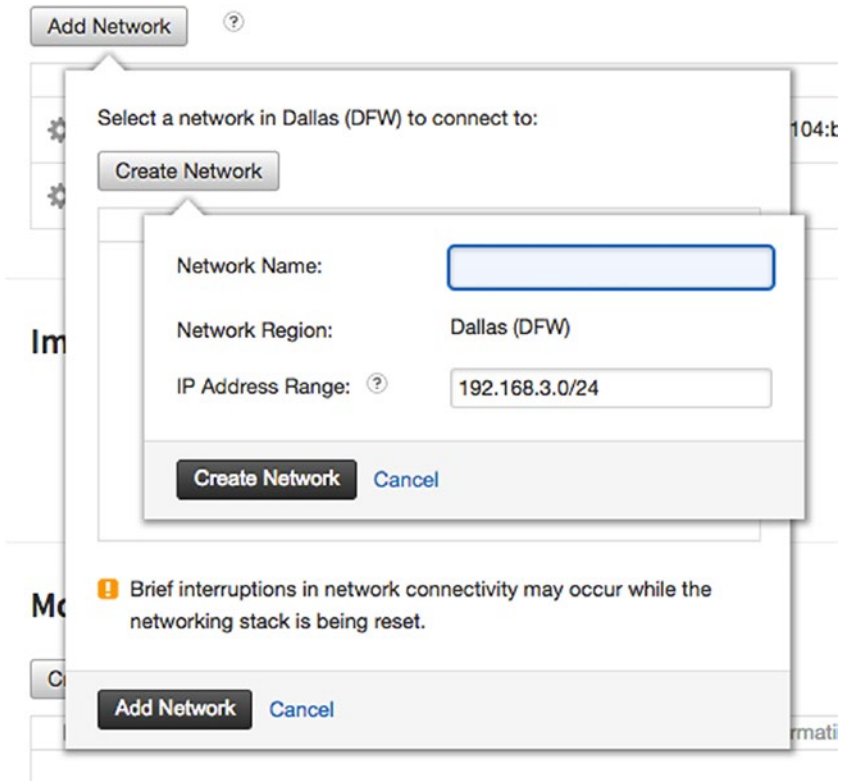 Add Network ?
Select a network in Dallas (DFW) to connect to:
104:b
Create Network
Network Name:
Network Region: Dallas (DFW)
Im
IP Address Range: ? 192.168.3.0/24
Create Network Cancel
! Brief interruptions in network connectivity may occur while the
networking stack is being reset.
Mo
Cr
Add Network Cancel
rmati